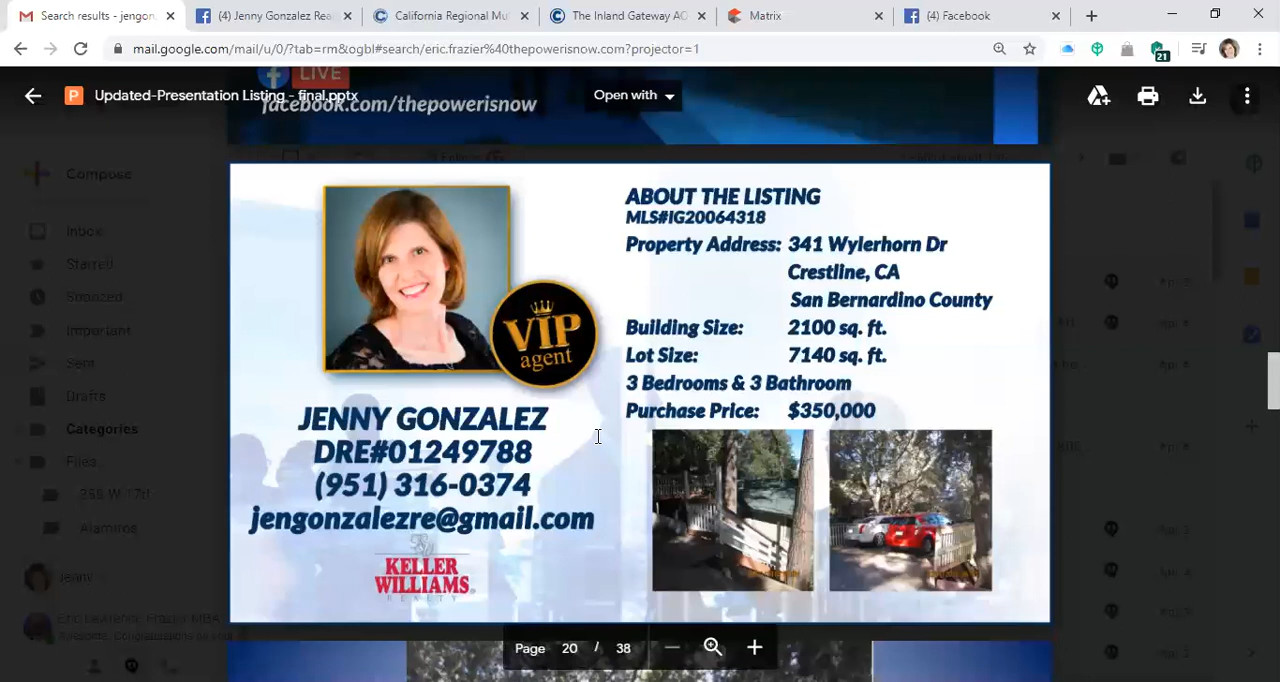 Search results - jengon
(4) Jenny Gonzalez Rea
California Regional Mu
The Inland Gateway AO
Matrix
(4) Facebook
mail.google.com/mail/u/0/?tab=rm&ogbl#search/eric.frazier%40thepowerisnow.com?projector=1
21
LIVE
facebook.com/thepowerisnow
P
Updated-Presentation Listing - final.pptx
Open with
Compose
Inbox
Starred
Snoozed
Important
Sent
Drafts
Categories
Files
Alamiros
Jenny
VIP
agent
JENNY GONZALEZ
DRE#01249788
(951) 316-0374
jengonzalezre@gmail.com
KELLER
WILLIAMS
REALTY
ABOUT THE LISTING
MLS#IG20064318
Property Address: 341 Wylerhorn Dr
Crestline, CA
San Bernardino County
Building Size: 2100 sq. ft.
Lot Size: 7140 sq. ft.
3 Bedrooms & 3 Bathroom
Purchase Price: $350,000
Page 20 / 38